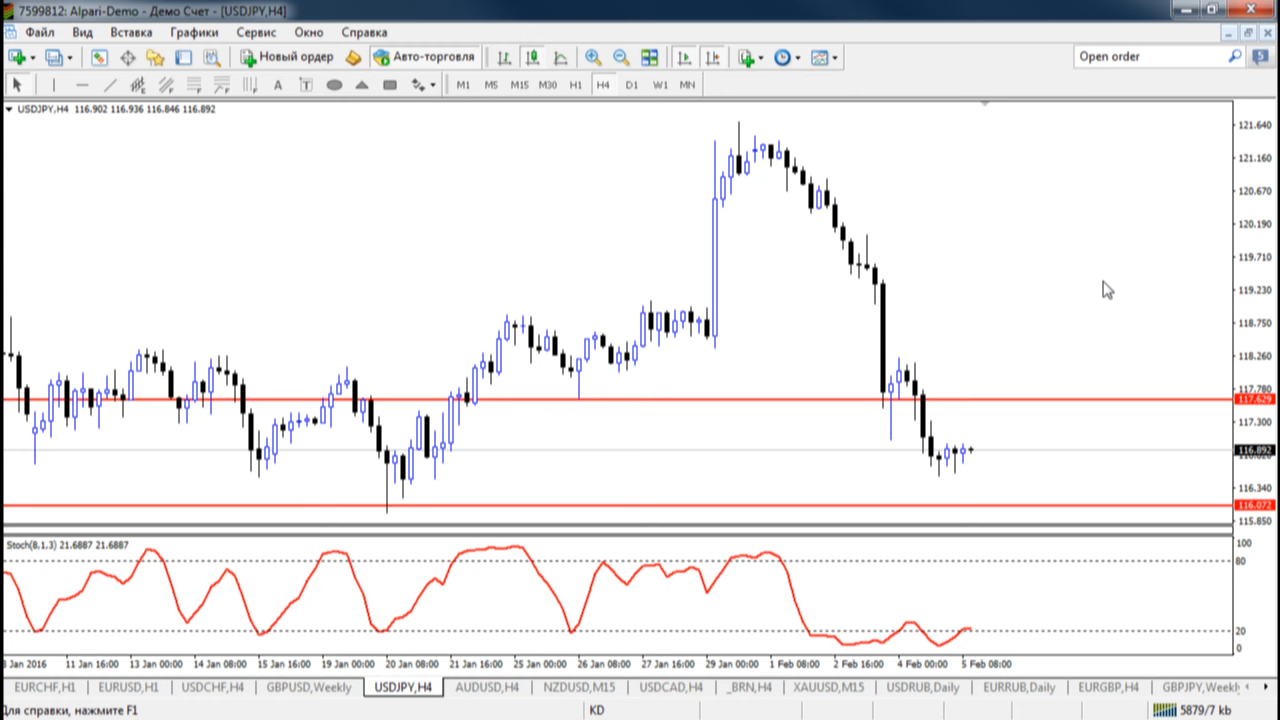 7599812: Alpari-Demo - Демо Счет - [USDJPY,H4]
Файл Вид Вставка Графики Сервис Окно Справка
Новый ордер Авто-торговля Open order 5
A T M1 M5 M15 M30 H1 H4 D1 W1 MN
USDJPY,H4 116.902 116.936 116.846 116.892
121.640
121.160
120.670
120.190
119.710
119.230
118.750
118.260
117.780
117.629
117.300
116.892
116.340
116.072
115.850
Stoch(8,1,3) 21.6887 21.6887
100
80
20
0
Jan 2016 11 Jan 16:00 13 Jan 00:00 14 Jan 08:00 15 Jan 16:00 19 Jan 00:00 20 Jan 08:00 21 Jan 16:00 25 Jan 00:00 26 Jan 08:00 27 Jan 16:00 29 Jan 00:00 1 Feb 08:00 2 Feb 16:00 4 Feb 00:00 5 Feb 08:00
EURCHF,H1 EURUSD,H1 USDCHF,H4 GBPUSD,Weekly USDJPY,H4 AUDUSD,H4 NZDUSD,M15 USDCAD,H4 _BRN,H4 XAUUSD,M15 USDRUB,Daily EURRUB,Daily EURGBP,H4 GBPJPY,Weekly
Для справки, нажмите F1 KD 5879/7 kb